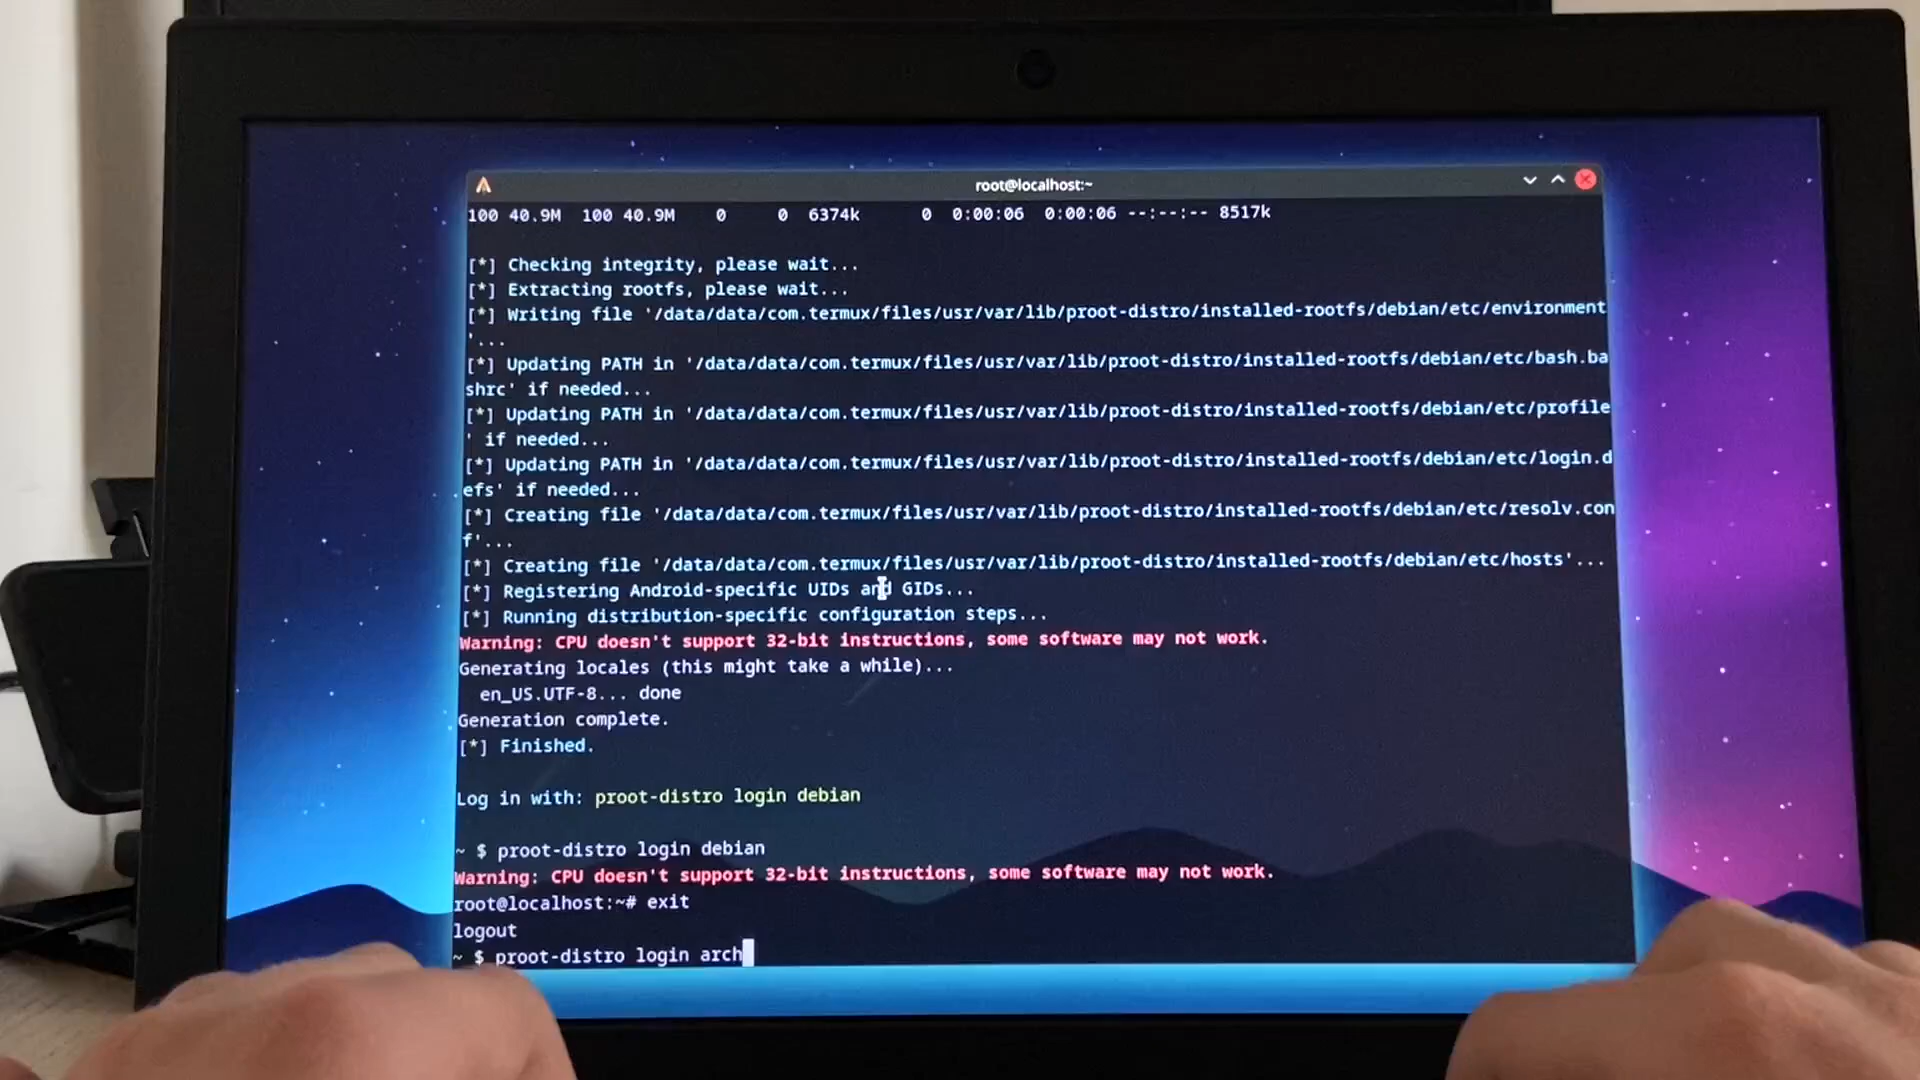 root@localhost:~
100 40.9M  100 40.9M    0     0  6374k      0  0:00:06  0:00:06 --:--:-- 8517k
[*] Checking integrity, please wait...
[*] Extracting rootfs, please wait...
[*] Writing file '/data/data/com.termux/files/usr/var/lib/proot-distro/installed-rootfs/debian/etc/environment
'...
[*] Updating PATH in '/data/data/com.termux/files/usr/var/lib/proot-distro/installed-rootfs/debian/etc/bash.ba
shrc' if needed...
[*] Updating PATH in '/data/data/com.termux/files/usr/var/lib/proot-distro/installed-rootfs/debian/etc/profile
' if needed...
[*] Updating PATH in '/data/data/com.termux/files/usr/var/lib/proot-distro/installed-rootfs/debian/etc/login.d
efs' if needed...
[*] Creating file '/data/data/com.termux/files/usr/var/lib/proot-distro/installed-rootfs/debian/etc/resolv.con
f'...
[*] Creating file '/data/data/com.termux/files/usr/var/lib/proot-distro/installed-rootfs/debian/etc/hosts'...
[*] Registering Android-specific UIDs and GIDs...
[*] Running distribution-specific configuration steps...
Warning: CPU doesn't support 32-bit instructions, some software may not work.
Generating locales (this might take a while)...
  en_US.UTF-8... done
Generation complete.
[*] Finished.
Log in with: proot-distro login debian
~ $ proot-distro login debian
Warning: CPU doesn't support 32-bit instructions, some software may not work.
root@localhost:~# exit
logout
~ $ proot-distro login arch